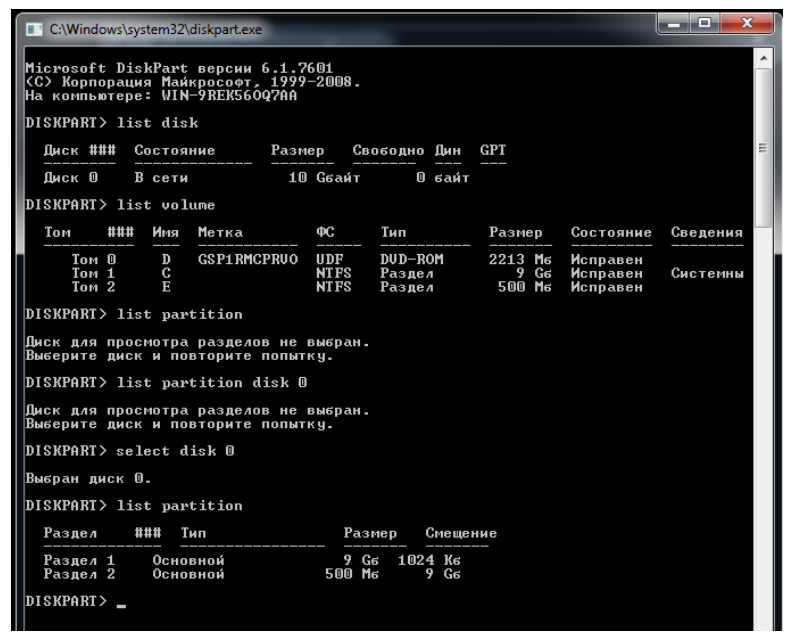 C:\Windows\system32\diskpart.exe
Microsoft DiskPart версии 6.1.7601
(C) Корпорация Майкрософт, 1999-2008.
На компьютере: WIN-9REK56OQ7AA
DISKPART> list disk
Диск ### Состояние Размер Свободно Дин GPT
-------- ------------- ------- ------- --- ---
Диск 0 В сети 10 Gбайт 0 байт
DISKPART> list volume
Том ### Имя Метка ФС Тип Размер Состояние Сведения
---------- --- ----------- ----- ---------- ------- --------- --------
Том 0 D GSP1RMCPRVO UDF DVD-ROM 2213 Mб Исправен
Том 1 C NTFS Раздел 9 Gб Исправен Системны
Том 2 E NTFS Раздел 500 Mб Исправен
DISKPART> list partition
Диск для просмотра разделов не выбран.
Выберите диск и повторите попытку.
DISKPART> list partition disk 0
Диск для просмотра разделов не выбран.
Выберите диск и повторите попытку.
DISKPART> select disk 0
Выбран диск 0.
DISKPART> list partition
Раздел ### Тип Размер Смещение
------------- ---------------- ------- -------
Раздел 1 Основной 9 Gб 1024 Kб
Раздел 2 Основной 500 Mб 9 Gб
DISKPART> _